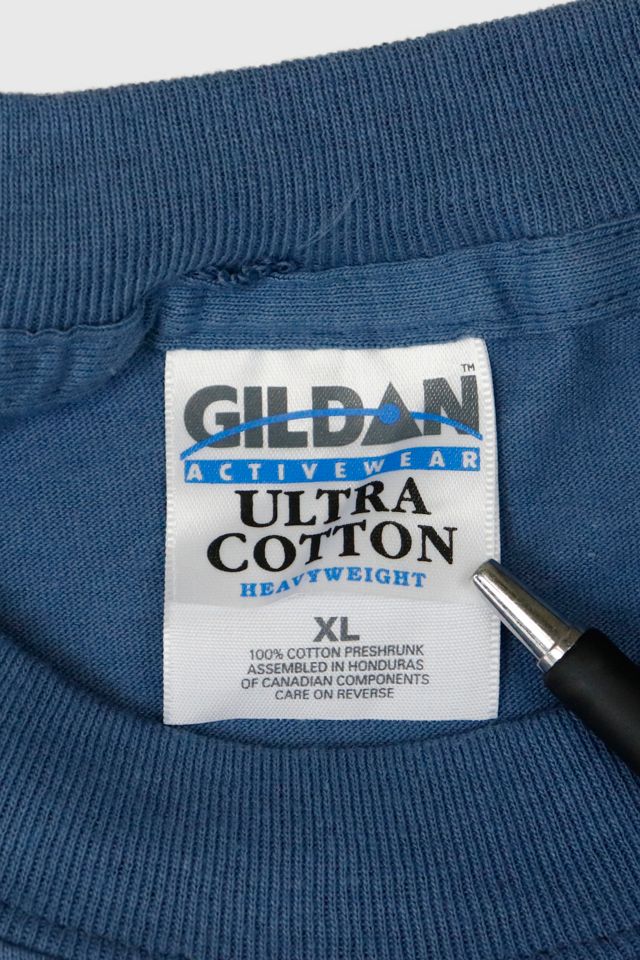 GILDAN™
ACTIVEWEAR
ULTRA
COTTON
HEAVYWEIGHT
XL
100% COTTON PRESHRUNK
ASSEMBLED IN HONDURAS
OF CANADIAN COMPONENTS
CARE ON REVERSE